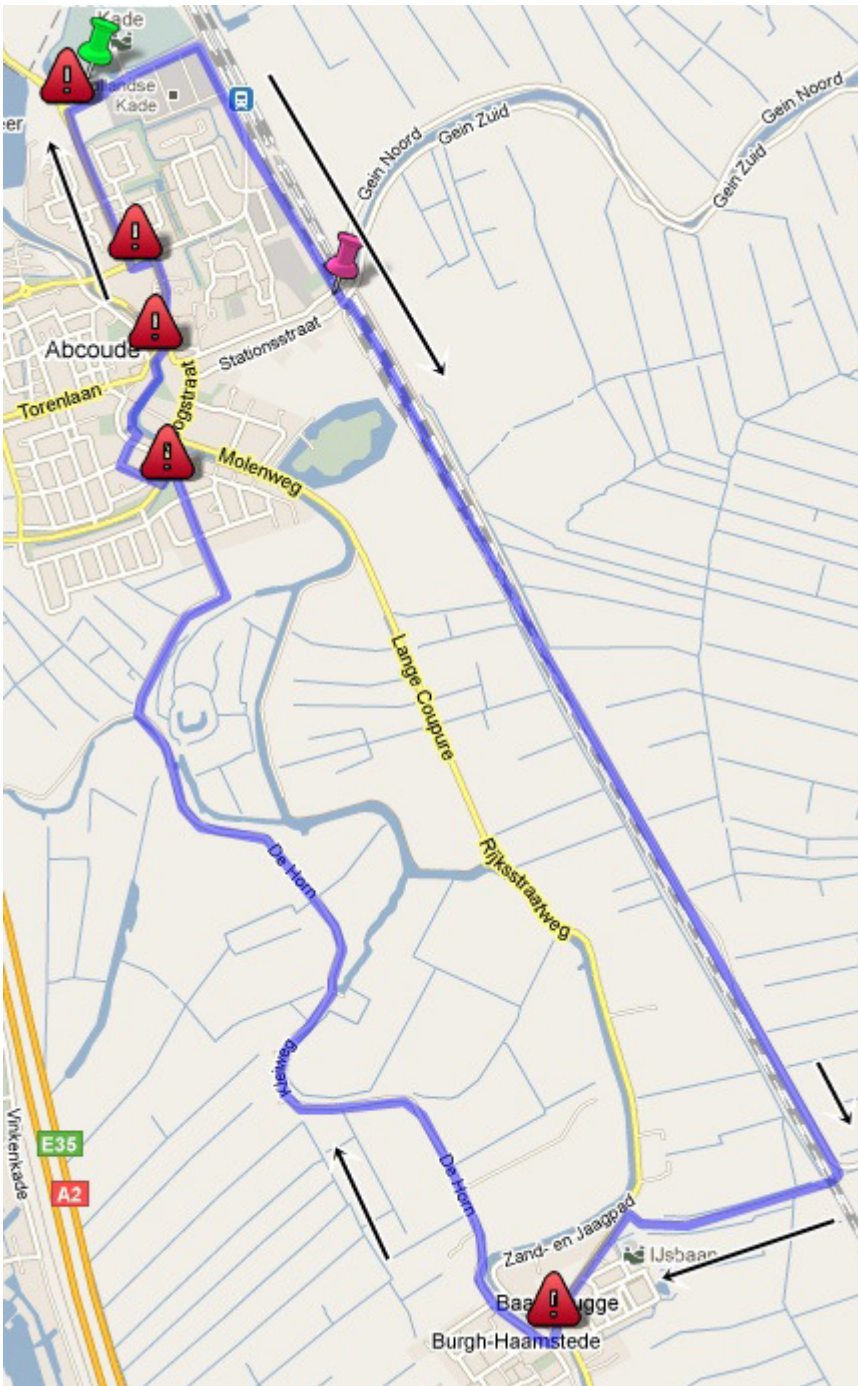 Kade
Kade
Gein Noord
Gein Zuid
Gein Noord
Gein Zuid
Stationsstraat
Abcoude
Torenlaan
Molenweg
Lange Coupure
Rijksstraatweg
De Horn
Kleiweg
De Horn
Vinkenkade
E35
A2
Zand- en Jaagpad
IJsbaan
Burgh-Haamstede